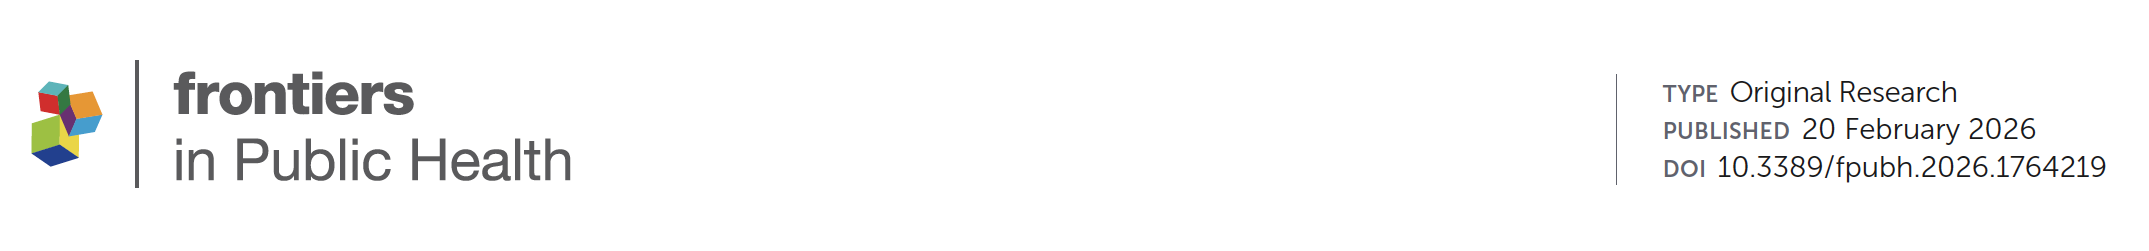 frontiers
in Public Health
TYPE Original Research
PUBLISHED 20 February 2026
DOI 10.3389/fpubh.2026.1764219